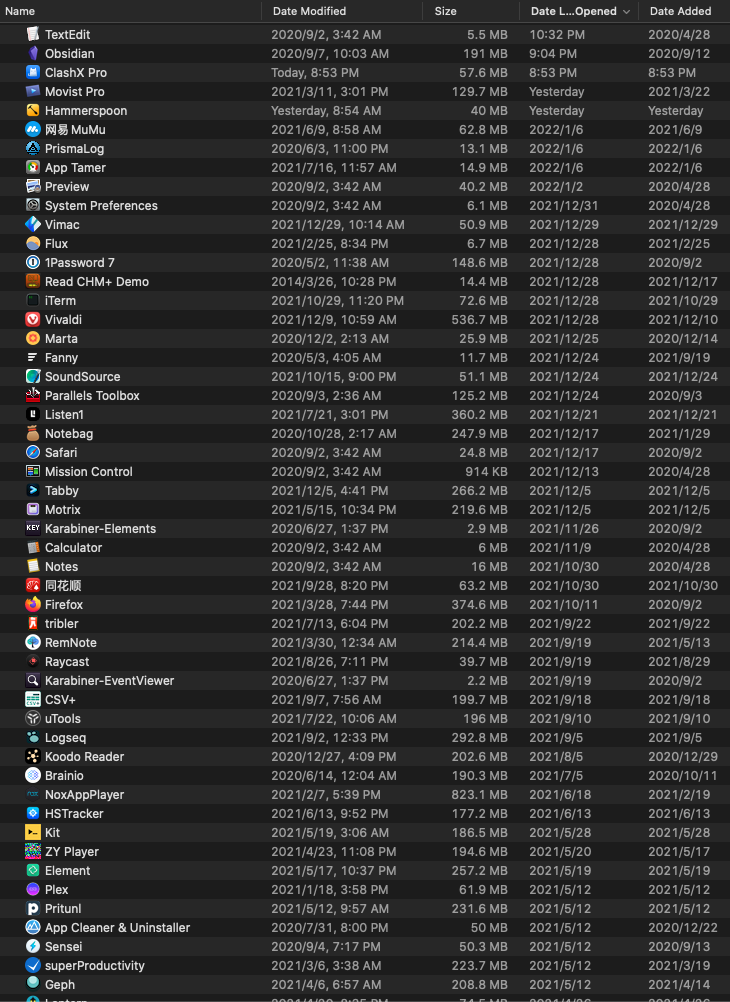 Name Date Modified Size Date L...Opened Date Added
TextEdit 2020/9/2, 3:42 AM 5.5 MB 10:32 PM 2020/4/28
Obsidian 2020/9/7, 10:03 AM 191 MB 9:04 PM 2020/9/12
ClashX Pro Today, 8:53 PM 57.6 MB 8:53 PM 8:53 PM
Movist Pro 2021/3/11, 3:01 PM 129.7 MB Yesterday 2021/3/22
Hammerspoon Yesterday, 8:54 AM 40 MB Yesterday Yesterday
网易 MuMu 2021/6/9, 8:58 AM 62.8 MB 2022/1/6 2021/6/9
PrismaLog 2020/6/3, 11:00 PM 13.1 MB 2022/1/6 2022/1/6
App Tamer 2021/7/16, 11:57 AM 14.9 MB 2022/1/6 2022/1/6
Preview 2020/9/2, 3:42 AM 40.2 MB 2022/1/2 2020/4/28
System Preferences 2020/9/2, 3:42 AM 6.1 MB 2021/12/31 2020/4/28
Vimac 2021/12/29, 10:14 AM 50.9 MB 2021/12/29 2021/12/29
Flux 2021/2/25, 8:34 PM 6.7 MB 2021/12/28 2021/2/25
1Password 7 2020/5/2, 11:38 AM 148.6 MB 2021/12/28 2020/9/2
Read CHM+ Demo 2014/3/26, 10:28 PM 14.4 MB 2021/12/28 2021/12/17
iTerm 2021/10/29, 11:20 PM 72.6 MB 2021/12/28 2021/10/29
Vivaldi 2021/12/9, 10:59 AM 536.7 MB 2021/12/28 2021/12/10
Marta 2020/12/2, 2:13 AM 25.9 MB 2021/12/25 2020/12/14
Fanny 2020/5/3, 4:05 AM 11.7 MB 2021/12/24 2021/9/19
SoundSource 2021/10/15, 9:00 PM 51.1 MB 2021/12/24 2021/12/24
Parallels Toolbox 2020/9/3, 2:36 AM 125.2 MB 2021/12/24 2020/9/3
Listen1 2021/7/21, 3:01 PM 360.2 MB 2021/12/21 2021/12/21
Notebag 2020/10/28, 2:17 AM 247.9 MB 2021/12/17 2021/1/29
Safari 2020/9/2, 3:42 AM 24.8 MB 2021/12/17 2020/9/2
Mission Control 2020/9/2, 3:42 AM 914 KB 2021/12/13 2020/4/28
Tabby 2021/12/5, 4:41 PM 266.2 MB 2021/12/5 2021/12/5
Motrix 2021/5/15, 10:34 PM 219.6 MB 2021/12/5 2021/12/5
KEY Karabiner-Elements 2020/6/27, 1:37 PM 2.9 MB 2021/11/26 2020/9/2
Calculator 2020/9/2, 3:42 AM 6 MB 2021/11/9 2020/4/28
Notes 2020/9/2, 3:42 AM 16 MB 2021/10/30 2020/4/28
同花顺 2021/9/28, 8:20 PM 63.2 MB 2021/10/30 2021/10/30
Firefox 2021/3/28, 7:44 PM 374.6 MB 2021/10/11 2020/9/2
tribler 2021/7/13, 6:04 PM 202.2 MB 2021/9/22 2021/9/22
RemNote 2021/3/30, 12:34 AM 214.4 MB 2021/9/19 2021/5/13
Raycast 2021/8/26, 7:11 PM 39.7 MB 2021/9/19 2021/8/29
Karabiner-EventViewer 2020/6/27, 1:37 PM 2.2 MB 2021/9/19 2020/9/2
CSV+ 2021/9/7, 7:56 AM 199.7 MB 2021/9/18 2021/9/18
uTools 2021/7/22, 10:06 AM 196 MB 2021/9/10 2021/9/10
Logseq 2021/9/2, 12:33 PM 292.8 MB 2021/9/5 2021/9/5
Koodo Reader 2020/12/27, 4:09 PM 202.6 MB 2021/8/5 2020/12/29
Brainio 2020/6/14, 12:04 AM 190.3 MB 2021/7/5 2020/10/11
NoxAppPlayer 2021/2/7, 5:39 PM 823.1 MB 2021/6/18 2021/2/19
HSTracker 2021/6/13, 9:52 PM 177.2 MB 2021/6/13 2021/6/13
Kit 2021/5/19, 3:06 AM 186.5 MB 2021/5/28 2021/5/28
ZY Player 2021/4/23, 11:08 PM 194.6 MB 2021/5/20 2021/5/17
Element 2021/5/17, 10:37 PM 257.2 MB 2021/5/19 2021/5/19
Plex 2021/1/18, 3:58 PM 61.9 MB 2021/5/12 2021/5/12
Pritunl 2021/5/12, 9:57 AM 231.6 MB 2021/5/12 2021/5/12
App Cleaner & Uninstaller 2020/7/31, 8:00 PM 50 MB 2021/5/12 2020/12/22
Sensei 2020/9/4, 7:17 PM 50.3 MB 2021/5/12 2020/9/13
superProductivity 2021/3/6, 3:38 AM 223.7 MB 2021/5/12 2021/3/19
Geph 2021/4/6, 6:57 AM 208.8 MB 2021/5/12 2021/4/14